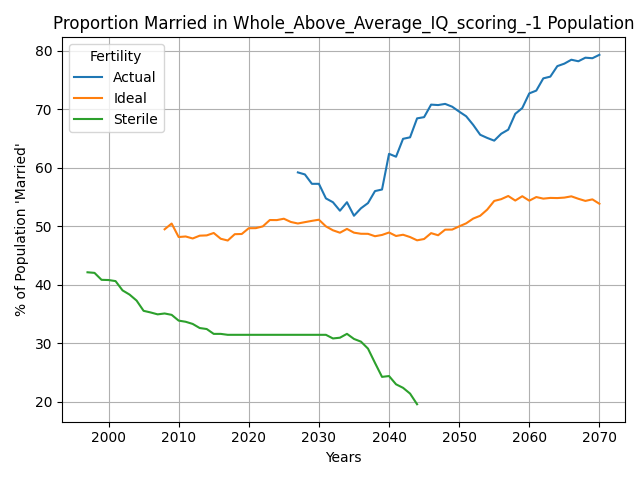 Proportion Married in Whole_Above_Average_IQ_scoring_-1 Population
% of Population 'Married'
80
70
60
50
40
30
20
Fertility
Actual
Ideal
Sterile
2000 2010 2020 2030 2040 2050 2060 2070
Years